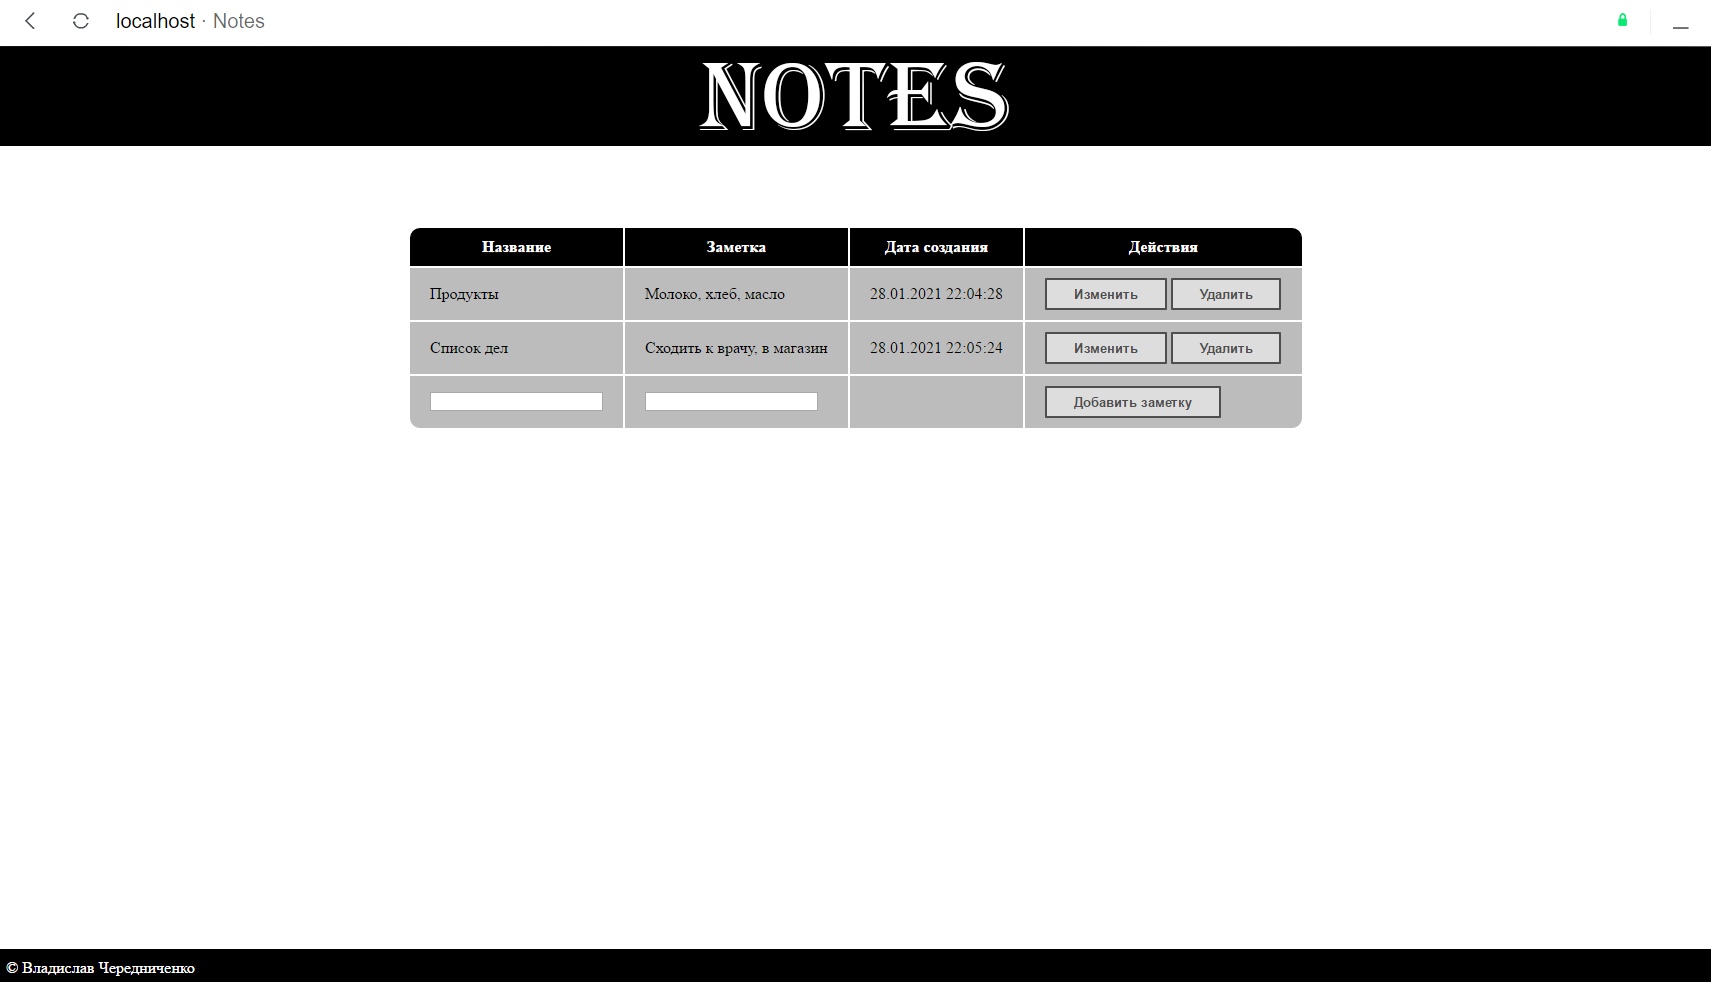 localhost · Notes
NOTES
Название Заметка Дата создания Действия
Продукты Молоко, хлеб, масло 28.01.2021 22:04:28 Изменить Удалить
Список дел Сходить к врачу, в магазин 28.01.2021 22:05:24 Изменить Удалить
Добавить заметку
© Владислав Чередниченко